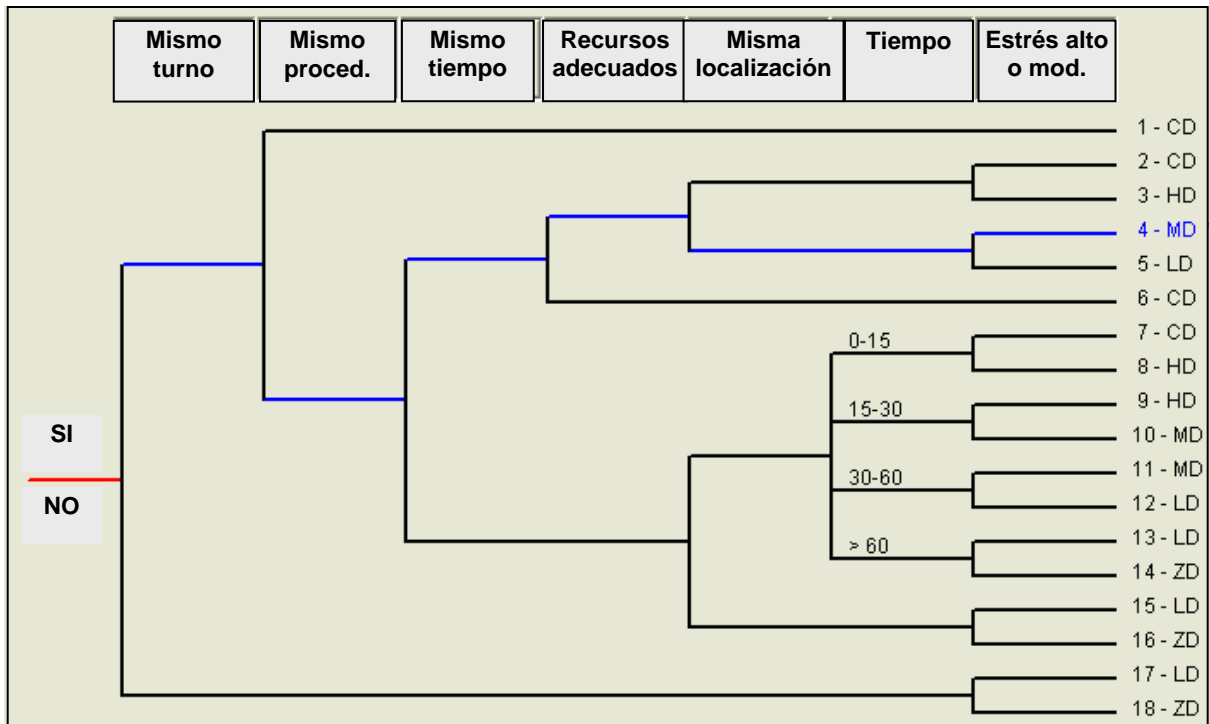 Mismo
turno
Mismo
proced.
Mismo
tiempo
Recursos
adecuados
Misma
localización
Tiempo
Estrés alto
o mod.
1 - CD
2 - CD
3 - HD
4 - MD
5 - LD
6 - CD
0-15
7 - CD
8 - HD
15-30
9 - HD
10 - MD
30-60
11 - MD
12 - LD
> 60
13 - LD
14 - ZD
15 - LD
16 - ZD
17 - LD
18 - ZD
SI
NO